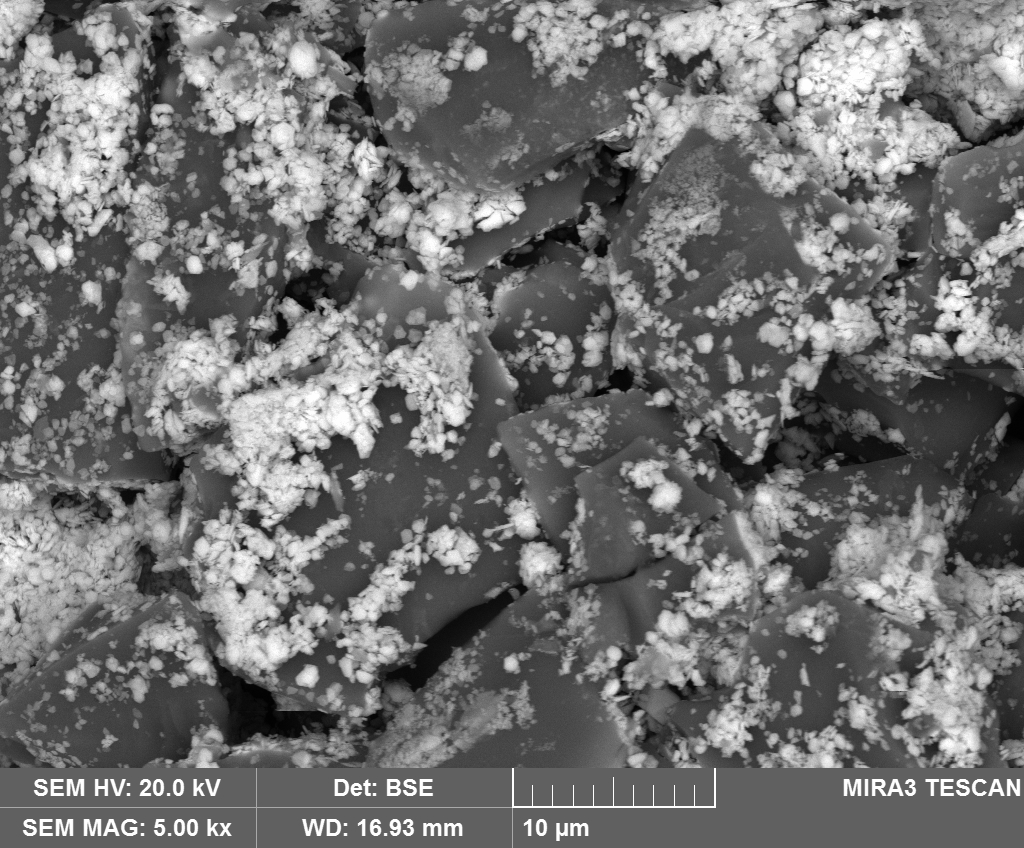 SEM HV: 20.0 kV Det: BSE MIRA3 TESCAN
SEM MAG: 5.00 kx WD: 16.93 mm 10 µm